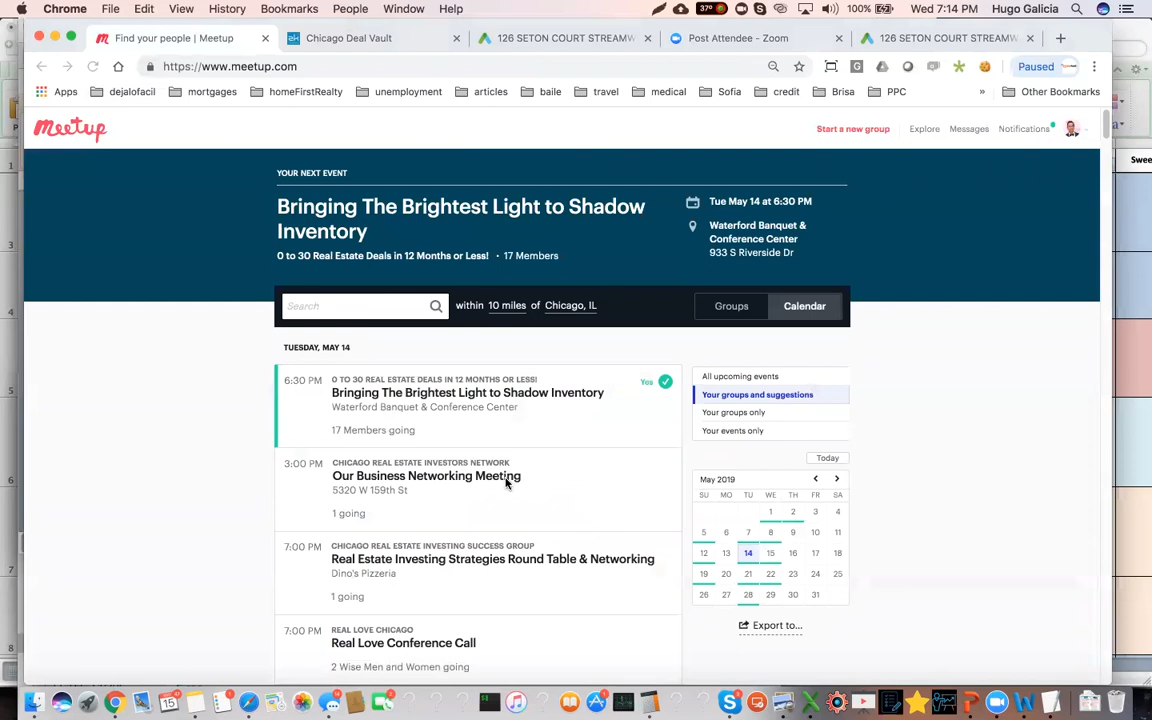 Chrome File Edit View History Bookmarks People Window Help 37° 100% Wed 7:14 PM Hugo Galicia
Find your people | Meetup Chicago Deal Vault 126 SETON COURT STREAMW Post Attendee - Zoom 126 SETON COURT STREAMW
https://www.meetup.com Paused
Apps dejalofacil mortgages homeFirstRealty unemployment articles baile travel medical Sofia credit Brisa PPC » Other Bookmarks
Meetup
Start a new group Explore Messages Notifications
YOUR NEXT EVENT
Bringing The Brightest Light to Shadow
Inventory
0 to 30 Real Estate Deals in 12 Months or Less! • 17 Members
Tue May 14 at 6:30 PM
Waterford Banquet &
Conference Center
933 S Riverside Dr
Search within 10 miles of Chicago, IL Groups Calendar
TUESDAY, MAY 14
6:30 PM 0 TO 30 REAL ESTATE DEALS IN 12 MONTHS OR LESS! Yes
Bringing The Brightest Light to Shadow Inventory
Waterford Banquet & Conference Center
17 Members going
3:00 PM CHICAGO REAL ESTATE INVESTORS NETWORK
Our Business Networking Meeting
5320 W 159th St
1 going
7:00 PM CHICAGO REAL ESTATE INVESTING SUCCESS GROUP
Real Estate Investing Strategies Round Table & Networking
Dino's Pizzeria
1 going
7:00 PM REAL LOVE CHICAGO
Real Love Conference Call
2 Wise Men and Women going
All upcoming events
Your groups and suggestions
Your groups only
Your events only
Today
May 2019
SU MO TU WE TH FR SA
1 2 3 4
5 6 7 8 9 10 11
12 13 14 15 16 17 18
19 20 21 22 23 24 25
26 27 28 29 30 31
Export to...
Swee
1
3
4
5
6
7
8